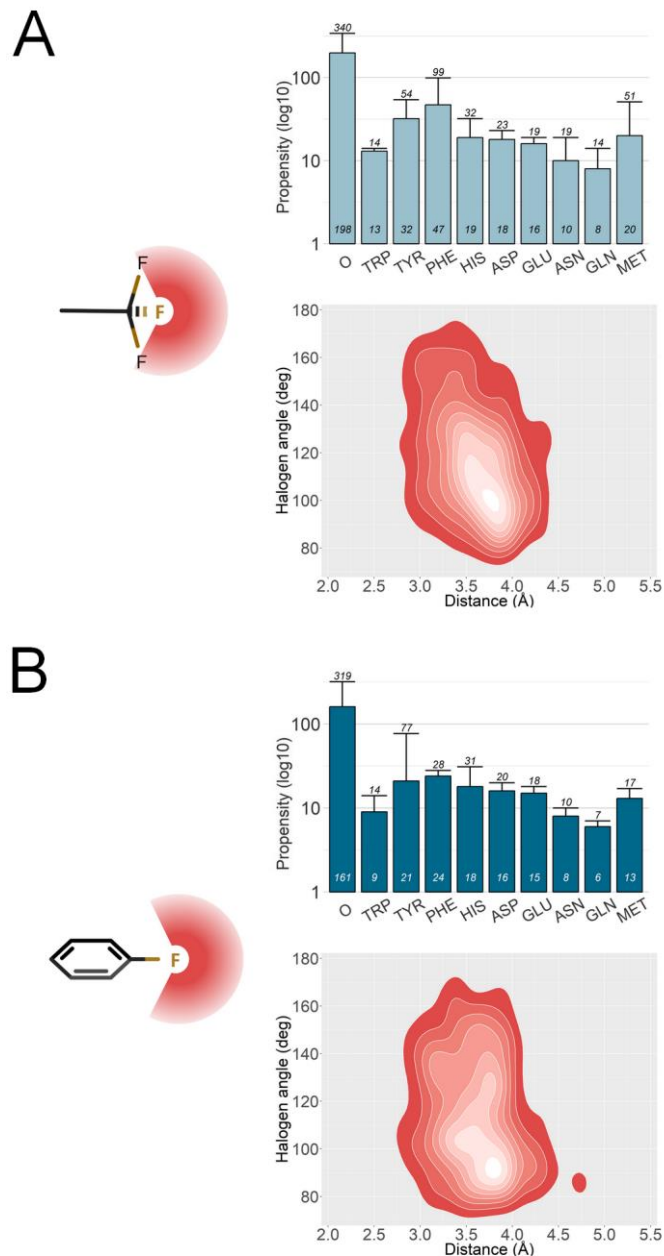 A
Propensity (log10)
100
10
1
340
14
54
99
32
23
19
19
14
51
198
13
32
47
19
18
16
10
8
20
O
TRP
TYR
PHE
HIS
ASP
GLU
ASN
GLN
MET
F
F
F
Halogen angle (deg)
180
160
140
120
100
80
2.0 2.5 3.0 3.5 4.0 4.5 5.0 5.5
Distance (Å)
B
Propensity (log10)
100
10
1
319
14
77
28
31
20
18
10
7
17
161
9
21
24
18
16
15
8
6
13
O
TRP
TYR
PHE
HIS
ASP
GLU
ASN
GLN
MET
F
Halogen angle (deg)
180
160
140
120
100
80
2.0 2.5 3.0 3.5 4.0 4.5 5.0 5.5
Distance (Å)